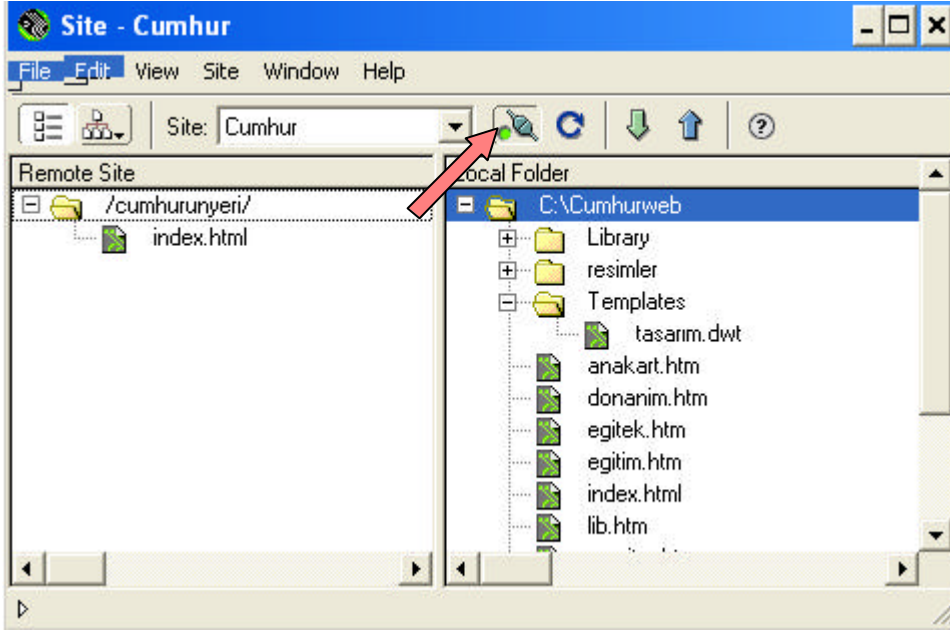 Site - Cumhur
File Edit View Site Window Help
Site: Cumhur
Remote Site
/cumhurunyeri/
index.html
Local Folder
C:\Cumhurweb
Library
resimler
Templates
tasarım.dwt
anakart.htm
donanim.htm
egitek.htm
egitim.htm
index.html
lib.htm